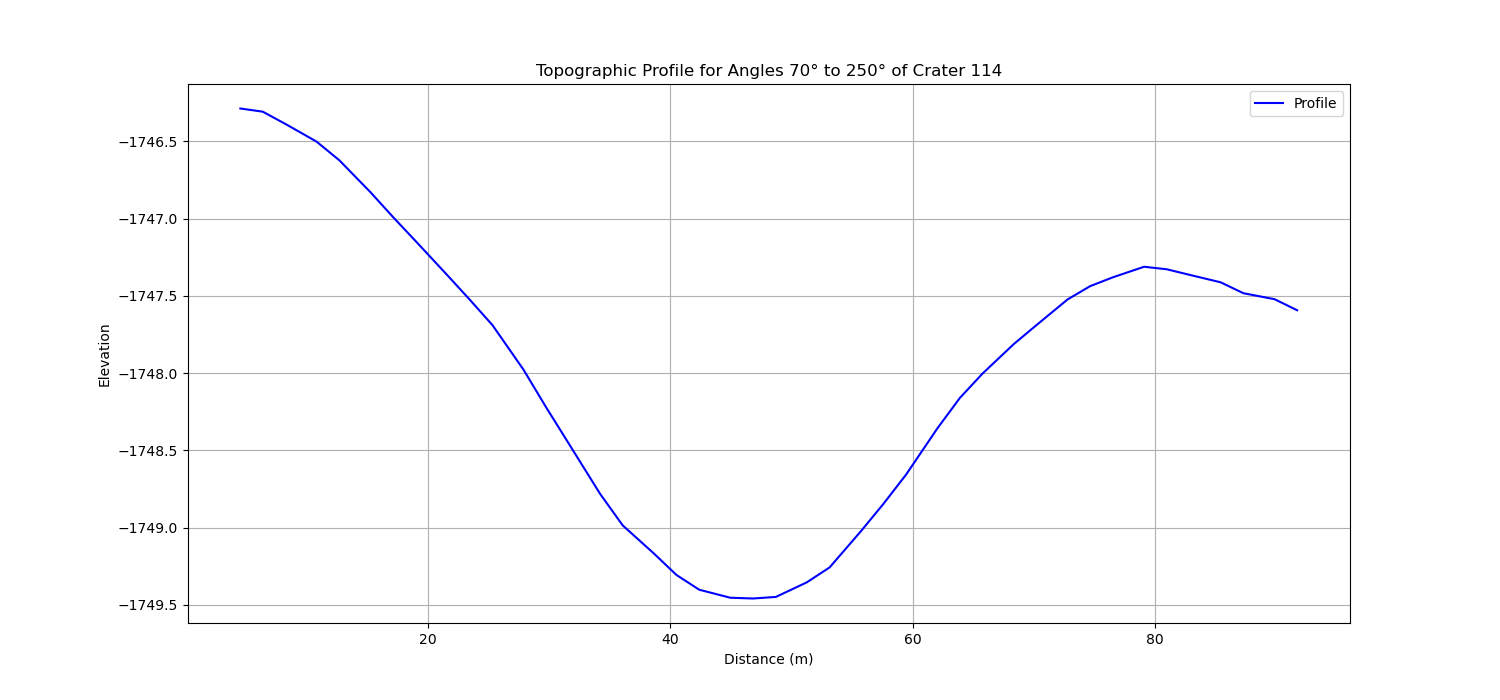 Topographic Profile for Angles 70° to 250° of Crater 114
Profile
−1746.5
−1747.0
−1747.5
−1748.0
−1748.5
−1749.0
−1749.5
Elevation
20 40 60 80
Distance (m)